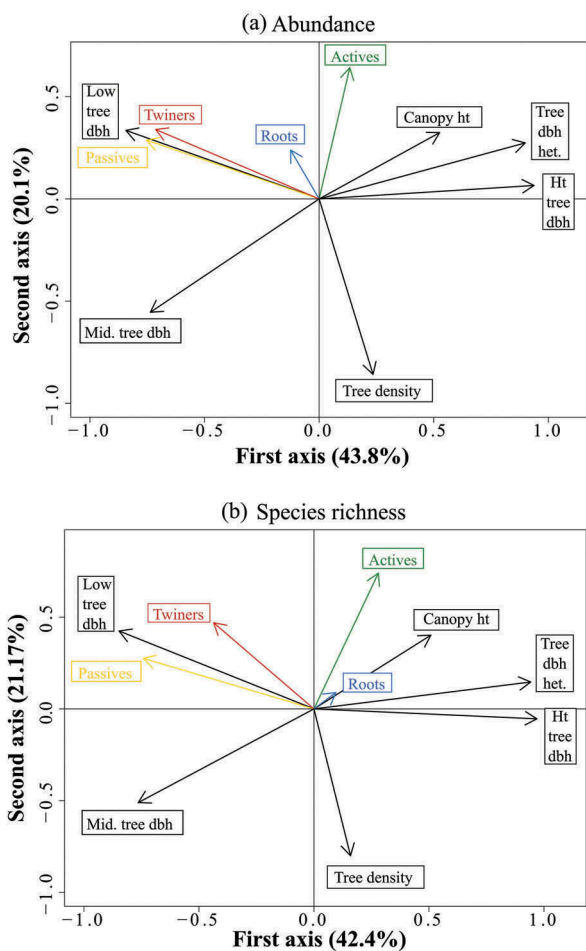 (a) Abundance
Actives
Low
tree
dbh
Twiners
Passives
Roots
Canopy ht
Tree
dbh
het.
Ht
tree
dbh
Mid. tree dbh
Tree density
0.5
0.0
−0.5
−1.0
Second axis (20.1%)
−1.0 −0.5 0.0 0.5 1.0
First axis (43.8%)
(b) Species richness
Actives
Low
tree
dbh
Twiners
Passives
Canopy ht
Roots
Tree
dbh
het.
Ht
tree
dbh
Mid. tree dbh
Tree density
0.5
0.0
−0.5
−1.0
Second axis (21.17%)
−1.0 −0.5 0.0 0.5 1.0
First axis (42.4%)